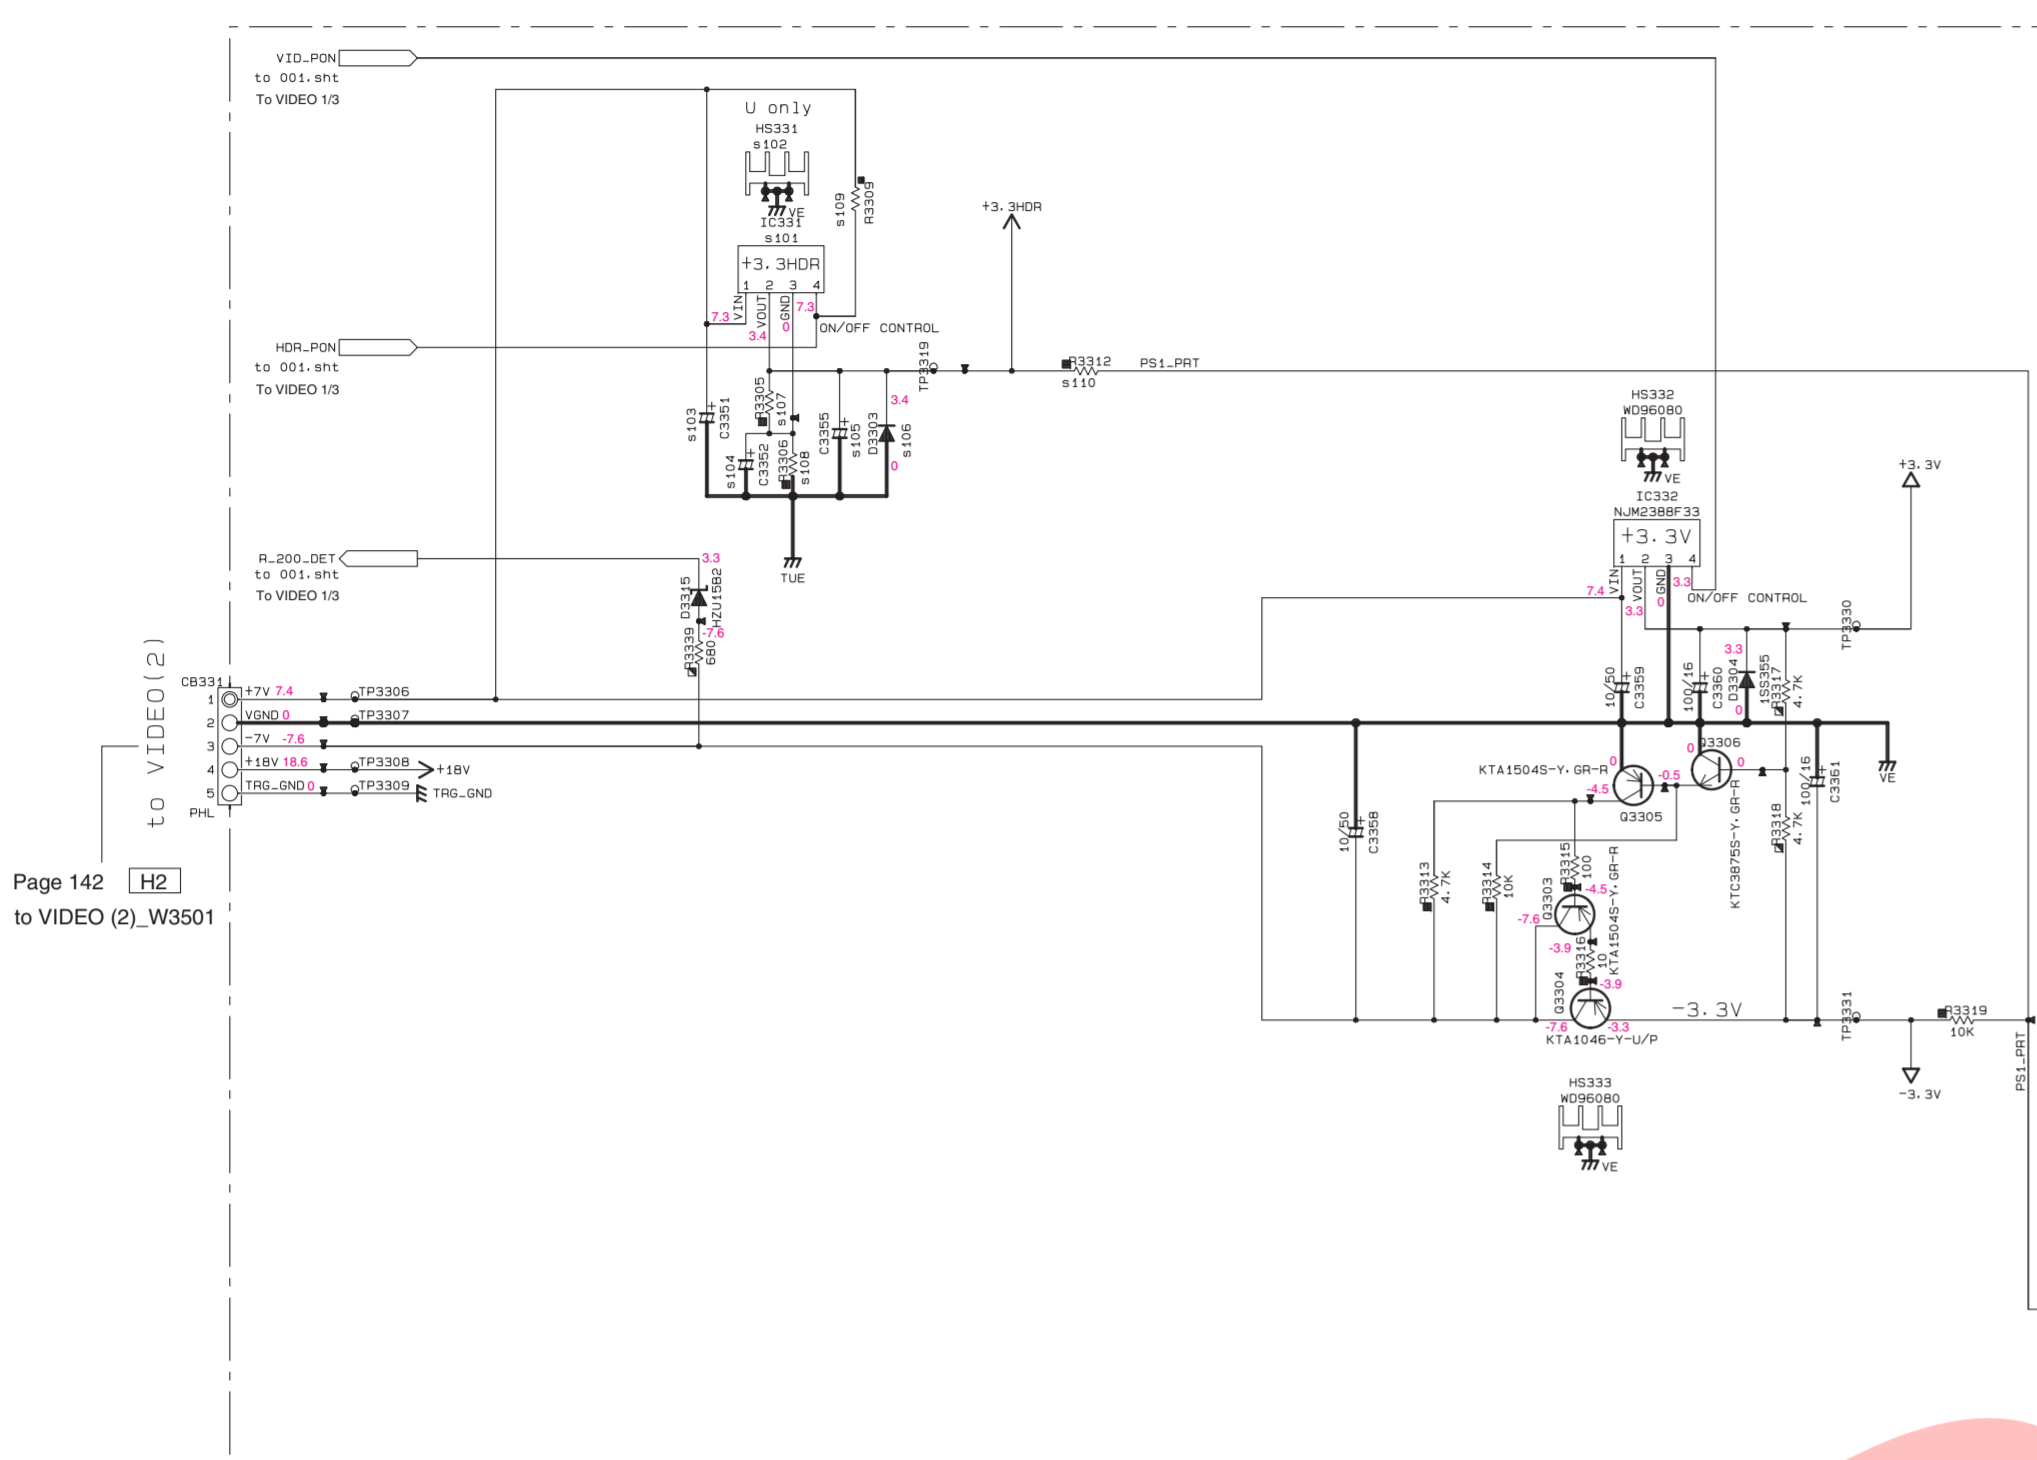 VID_PON
to 001.sht
To VIDEO 1/3
U only
HS331
s102
VE
IC331
s101
+3.3HDR
1 2 3 4
VIN
VOUT
GND
7.3
7.3
3.4
0
ON/OFF CONTROL
s109
R3309
+3.3HDR
HDR_PON
to 001.sht
To VIDEO 1/3
TP3319
R3312
s110
PS1_PRT
s103
C3351
R3305
s107
s104
C3352
R3306
s108
C3355
s105
D3303
s106
3.4
0
TUE
R_200_DET
to 001.sht
To VIDEO 1/3
3.3
D3315
HZU15B2
-7.6
R3339
680
HS332
WD96080
VE
IC332
NJM2388F33
+3.3V
1 2 3 4
VIN
VOUT
GND
7.4
3.3
0
3.3
ON/OFF CONTROL
+3.3V
TP3330
10/50
C3359
100/16
C3360
3.3
D3304
0
1SS355
R3317
4.7K
to VIDEO(2)
CB331
1 +7V 7.4 TP3306
2 VGND 0 TP3307
3 -7V -7.6
4 +18V 18.6 TP3308 +18V
5 TRG_GND 0 TP3309 TRG_GND
PHL
Page 142 H2
to VIDEO (2)_W3501
VE
KTA1504S-Y.GR-R
0
-4.5
-0.5
Q3305
Q3306
0
0
KTC3875S-Y.GR-R
100/16
C3361
R3318
4.7K
10/50
C3358
R3313
4.7K
R3314
10K
R3315
100
KTA1504S-Y.GR-R
-4.5
Q3303
-7.6
-3.9
R3316
10
-3.9
Q3304
-7.6
-3.3
KTA1046-Y-U/P
-3.3V
TP3331
R3319
10K
-3.3V
PS1_PRT
HS333
WD96080
VE